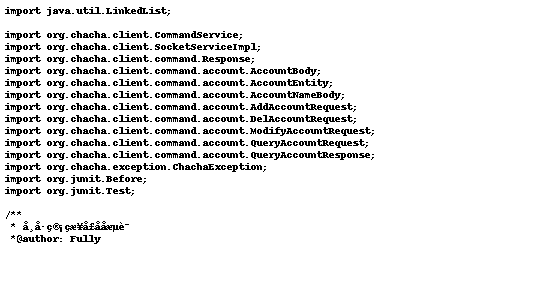 import java.util.LinkedList;
import org.chacha.client.CommandService;
import org.chacha.client.SocketServiceImpl;
import org.chacha.client.command.Response;
import org.chacha.client.command.account.AccountBody;
import org.chacha.client.command.account.AccountEntity;
import org.chacha.client.command.account.AccountNameBody;
import org.chacha.client.command.account.AddAccountRequest;
import org.chacha.client.command.account.DelAccountRequest;
import org.chacha.client.command.account.ModifyAccountRequest;
import org.chacha.client.command.account.QueryAccountRequest;
import org.chacha.client.command.account.QueryAccountResponse;
import org.chacha.exception.ChachaException;
import org.junit.Before;
import org.junit.Test;
/**
*
*@author: Fully